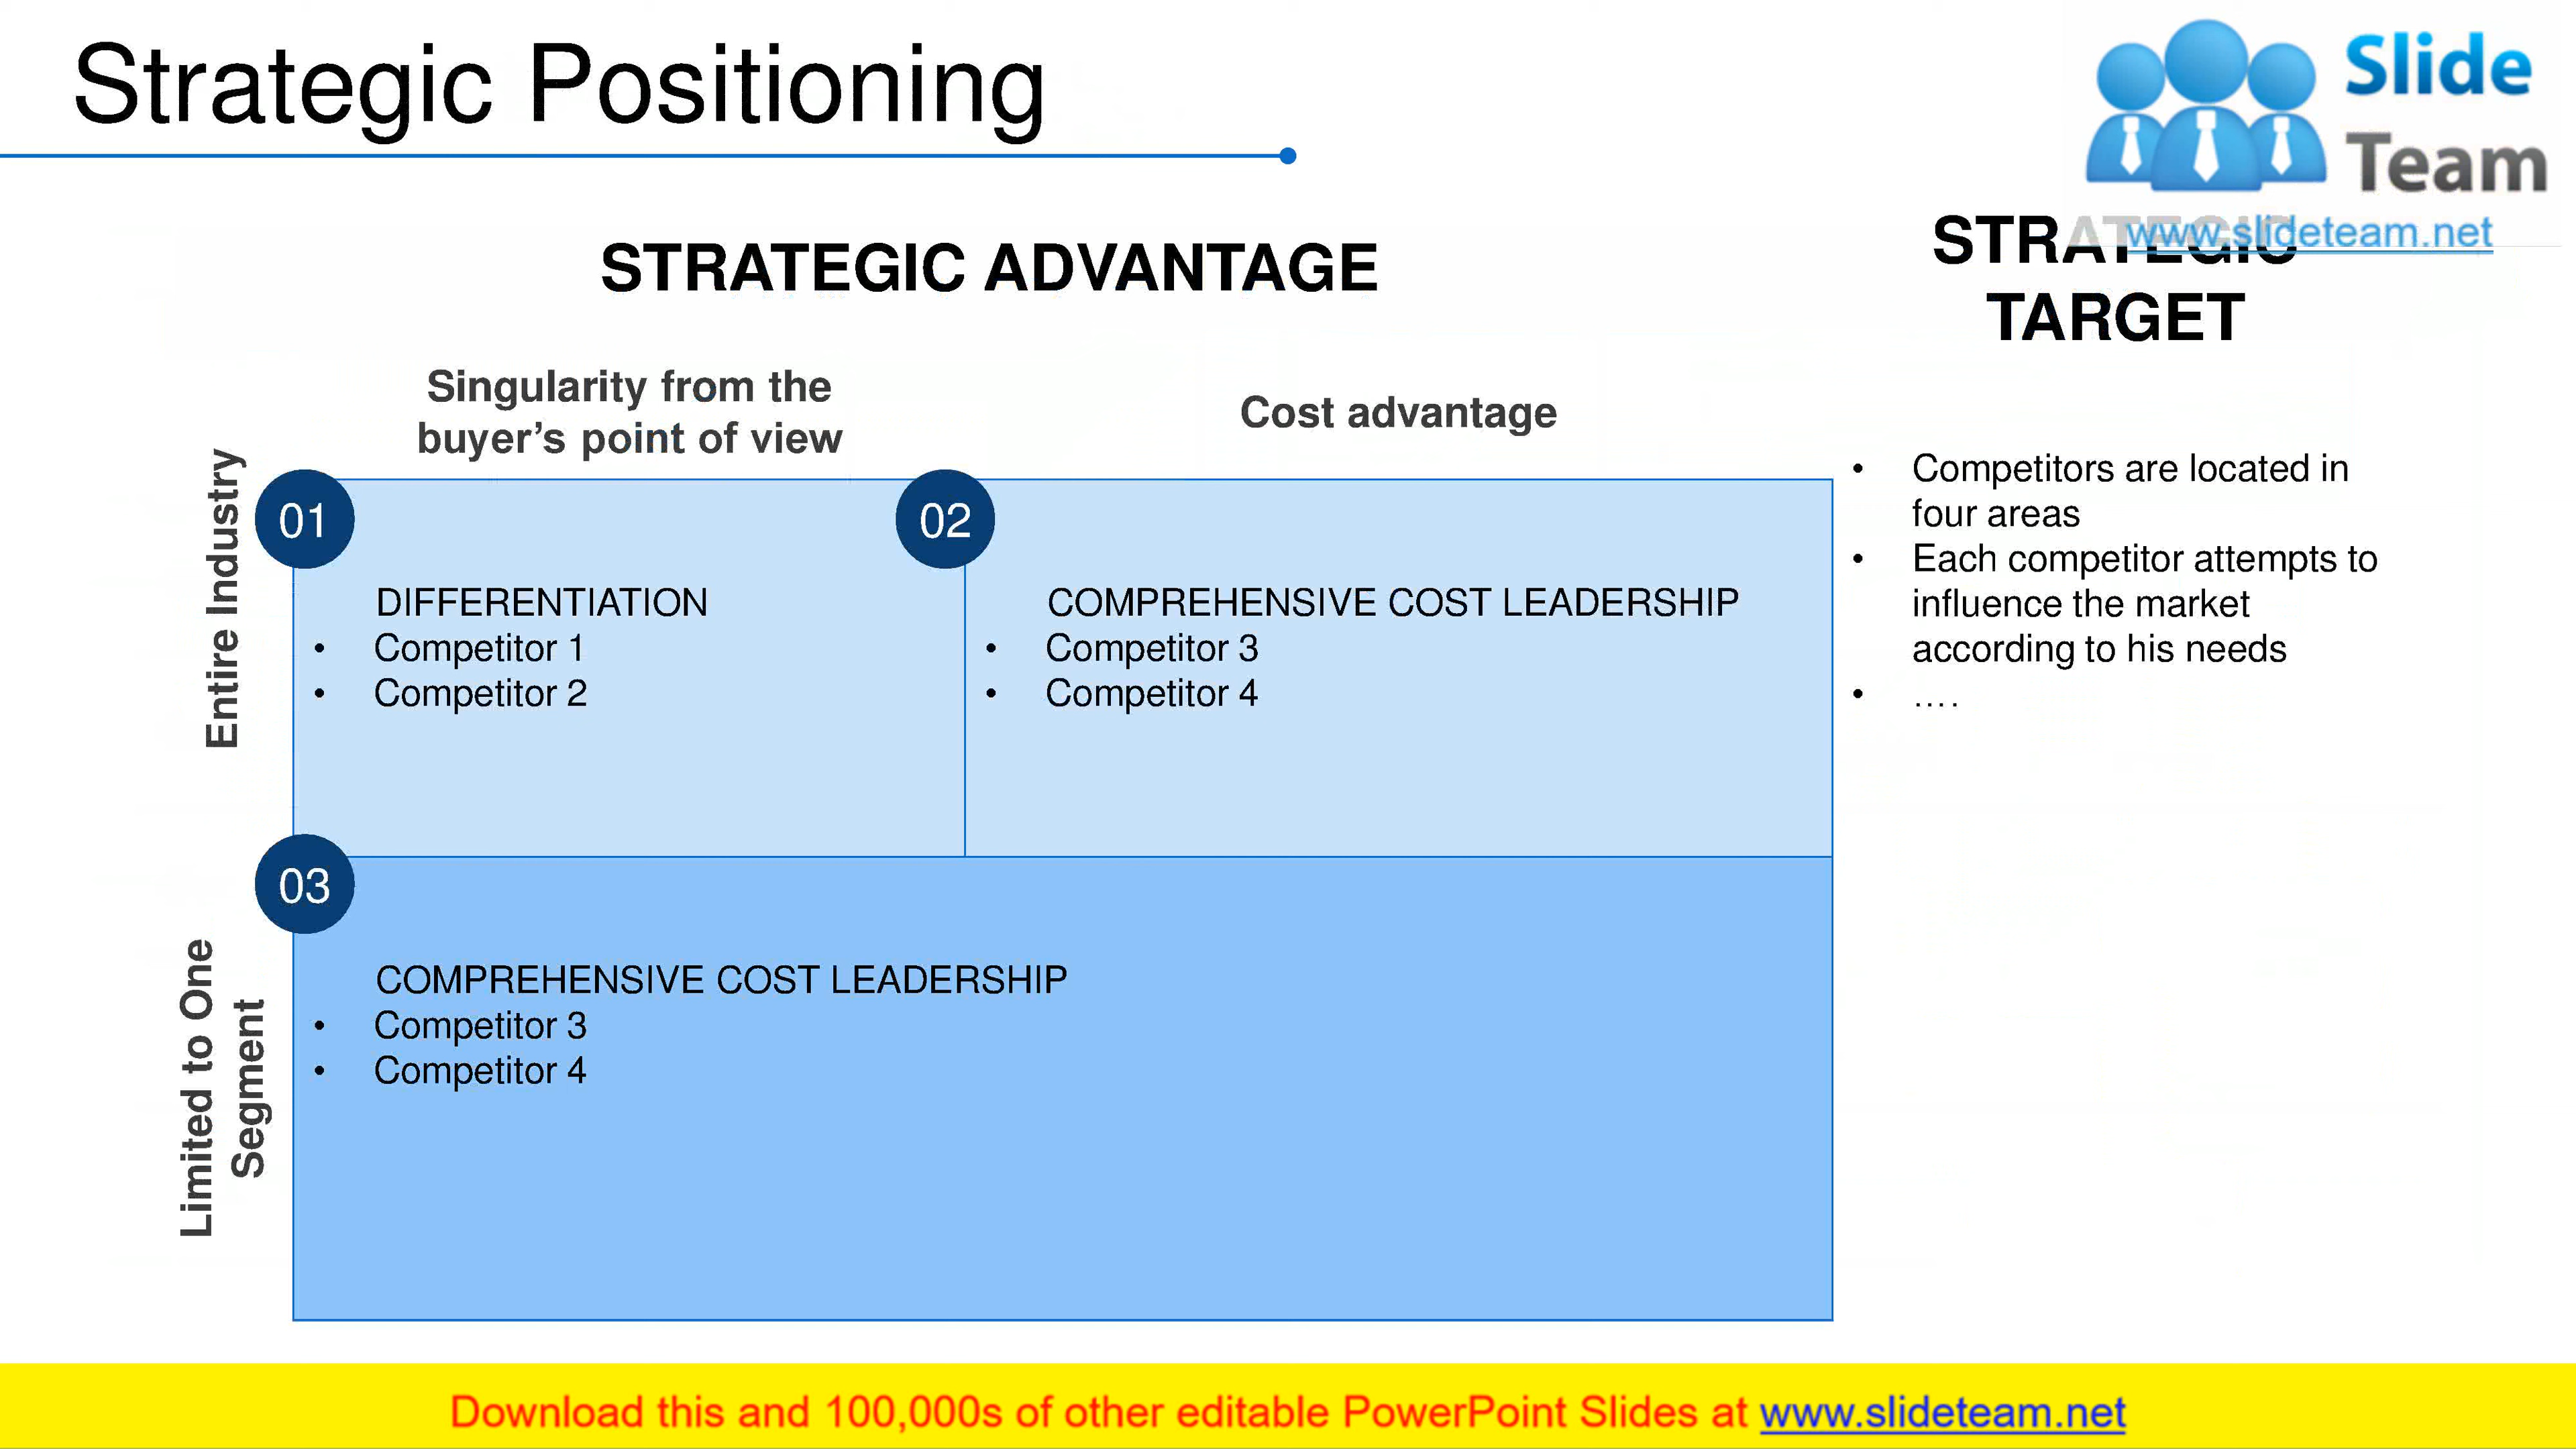 Strategic Positioning
Slide
Team
www.slideteam.net
STRATEGIC ADVANTAGE
STRATEGIC
TARGET
Singularity from the
buyer's point of view
Cost advantage
Entire Industry
01
DIFFERENTIATION
• Competitor 1
• Competitor 2
02
COMPREHENSIVE COST LEADERSHIP
• Competitor 3
• Competitor 4
• Competitors are located in
four areas
• Each competitor attempts to
influence the market
according to his needs
• ....
Limited to One
Segment
03
COMPREHENSIVE COST LEADERSHIP
• Competitor 3
• Competitor 4
Download this and 100,000s of other editable PowerPoint Slides at www.slideteam.net